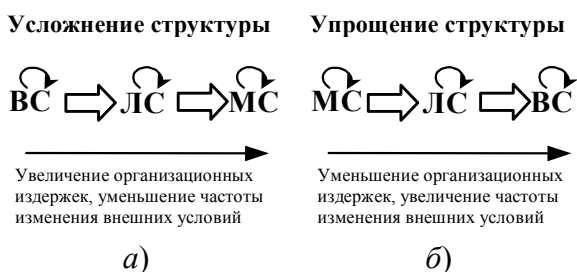 Усложнение структуры
ВС ЛС МС
Увеличение организационных
издержек, уменьшение частоты
изменения внешних условий
а)
Упрощение структуры
МС ЛС ВС
Уменьшение организационных
издержек, увеличение частоты
изменения внешних условий
б)